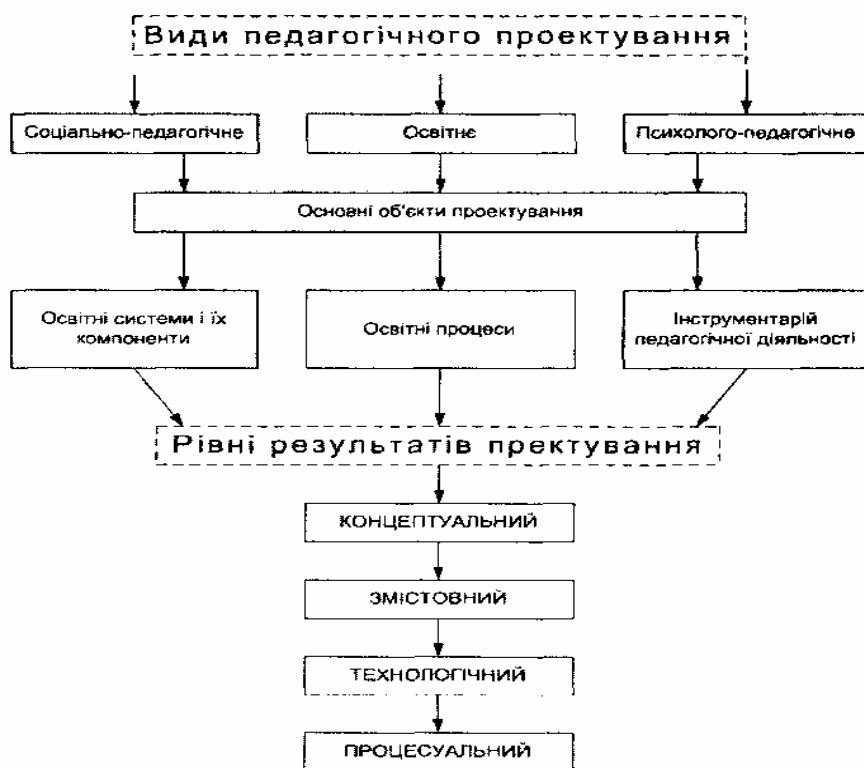 Види педагогічного проектування
Соціально-педагогічне
Освітнє
Психолого-педагогічне
Основні об'єкти проектування
Освітні системи і їх
компоненти
Освітні процеси
Інструментарій
педагогічної діяльності
Рівні результатів пректування
КОНЦЕПТУАЛЬНИЙ
ЗМІСТОВНИЙ
ТЕХНОЛОГІЧНИЙ
ПРОЦЕСУАЛЬНИЙ